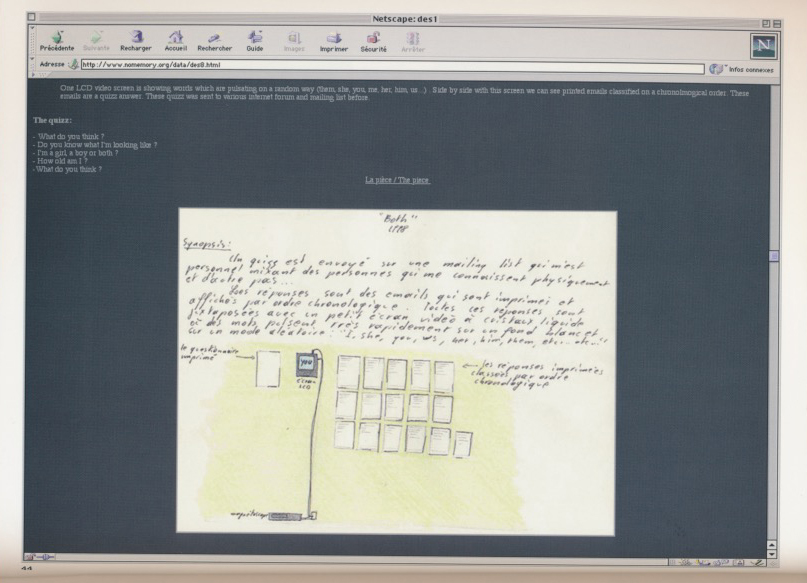 Netscape: des1
Précédente Suivante Recharger Accueil Rechercher Guide Images Imprimer Sécurité Arrêter
N
Adresse : http://www.nomemory.org/data/des8.html Infos connexes
One LCD video screen is showing words which are pulsating on a random way (them, she, you, me, her, him, us ...) . Side by side with this screen we can see printed emails classified on a chronolmogical order. These
emails are a quizz answer. These quizz was sent to various internet forum and mailing list before.
The quizz:
- What do you think ?
- Do you know what I'm looking like ?
- I'm a girl, a boy or both ?
- How old am I ?
- What do you think ?
La pièce / The piece
"Both"
1998
Synopsis:
Un quizz est envoyé sur une mailing list qui m'est
personnel mixant des personnes qui me connaissent physiquement
et d'autre pas...
Les réponses sont des emails qui sont imprimei et
affichés par ordre chronologique. Toutes ces réponses sont
juxtaposées avec un petit écran vidéo à cristaux liquide
où des mots pulsent très rapidement sur un fond blanc et
sur un mode aléatoire: "I, she, you, us, her, him, them, etc... etc..."
le questionnaire
imprimé
you
écran
LCD
les réponses imprimées
classées par ordre
chronologique
magnétoscope
44